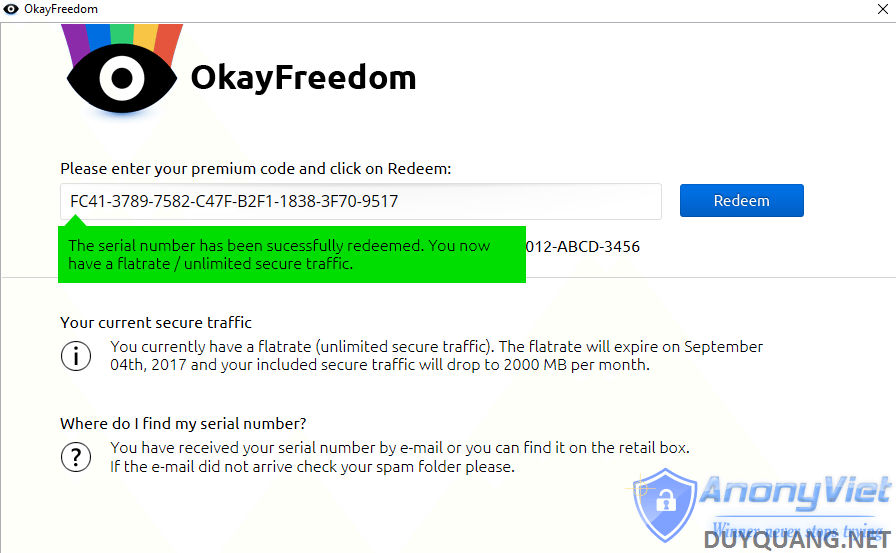 OkayFreedom
OkayFreedom
Please enter your premium code and click on Redeem:
FC41-3789-7582-C47F-B2F1-1838-3F70-9517
Redeem
The serial number has been sucessfully redeemed. You now
have a flatrate / unlimited secure traffic.
012-ABCD-3456
Your current secure traffic
You currently have a flatrate (unlimited secure traffic). The flatrate will expire on September
04th, 2017 and your included secure traffic will drop to 2000 MB per month.
Where do I find my serial number?
You have received your serial number by e-mail or you can find it on the retail box.
If the e-mail did not arrive check your spam folder please.
AnonyViet
Winner never stops trying
DUYQUANG.NET